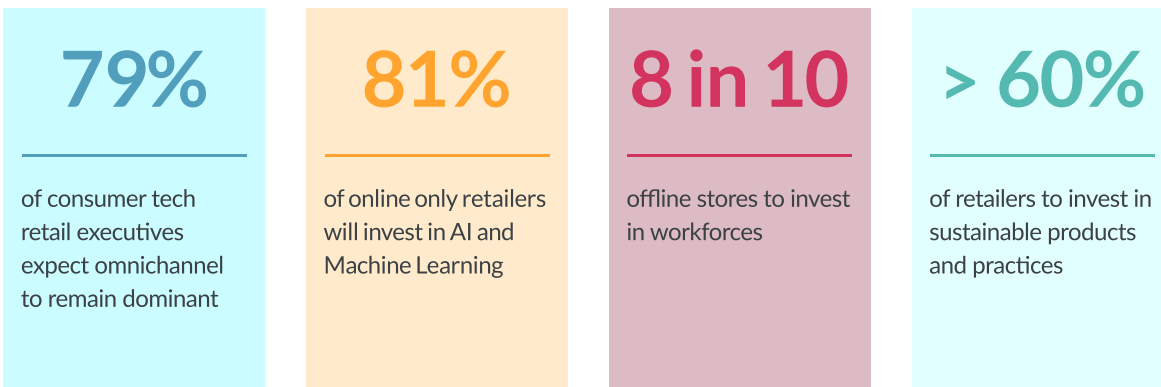 79%
of consumer tech
retail executives
expect omnichannel
to remain dominant
81%
of online only retailers
will invest in AI and
Machine Learning
8 in 10
offline stores to invest
in workforces
> 60%
of retailers to invest in
sustainable products
and practices